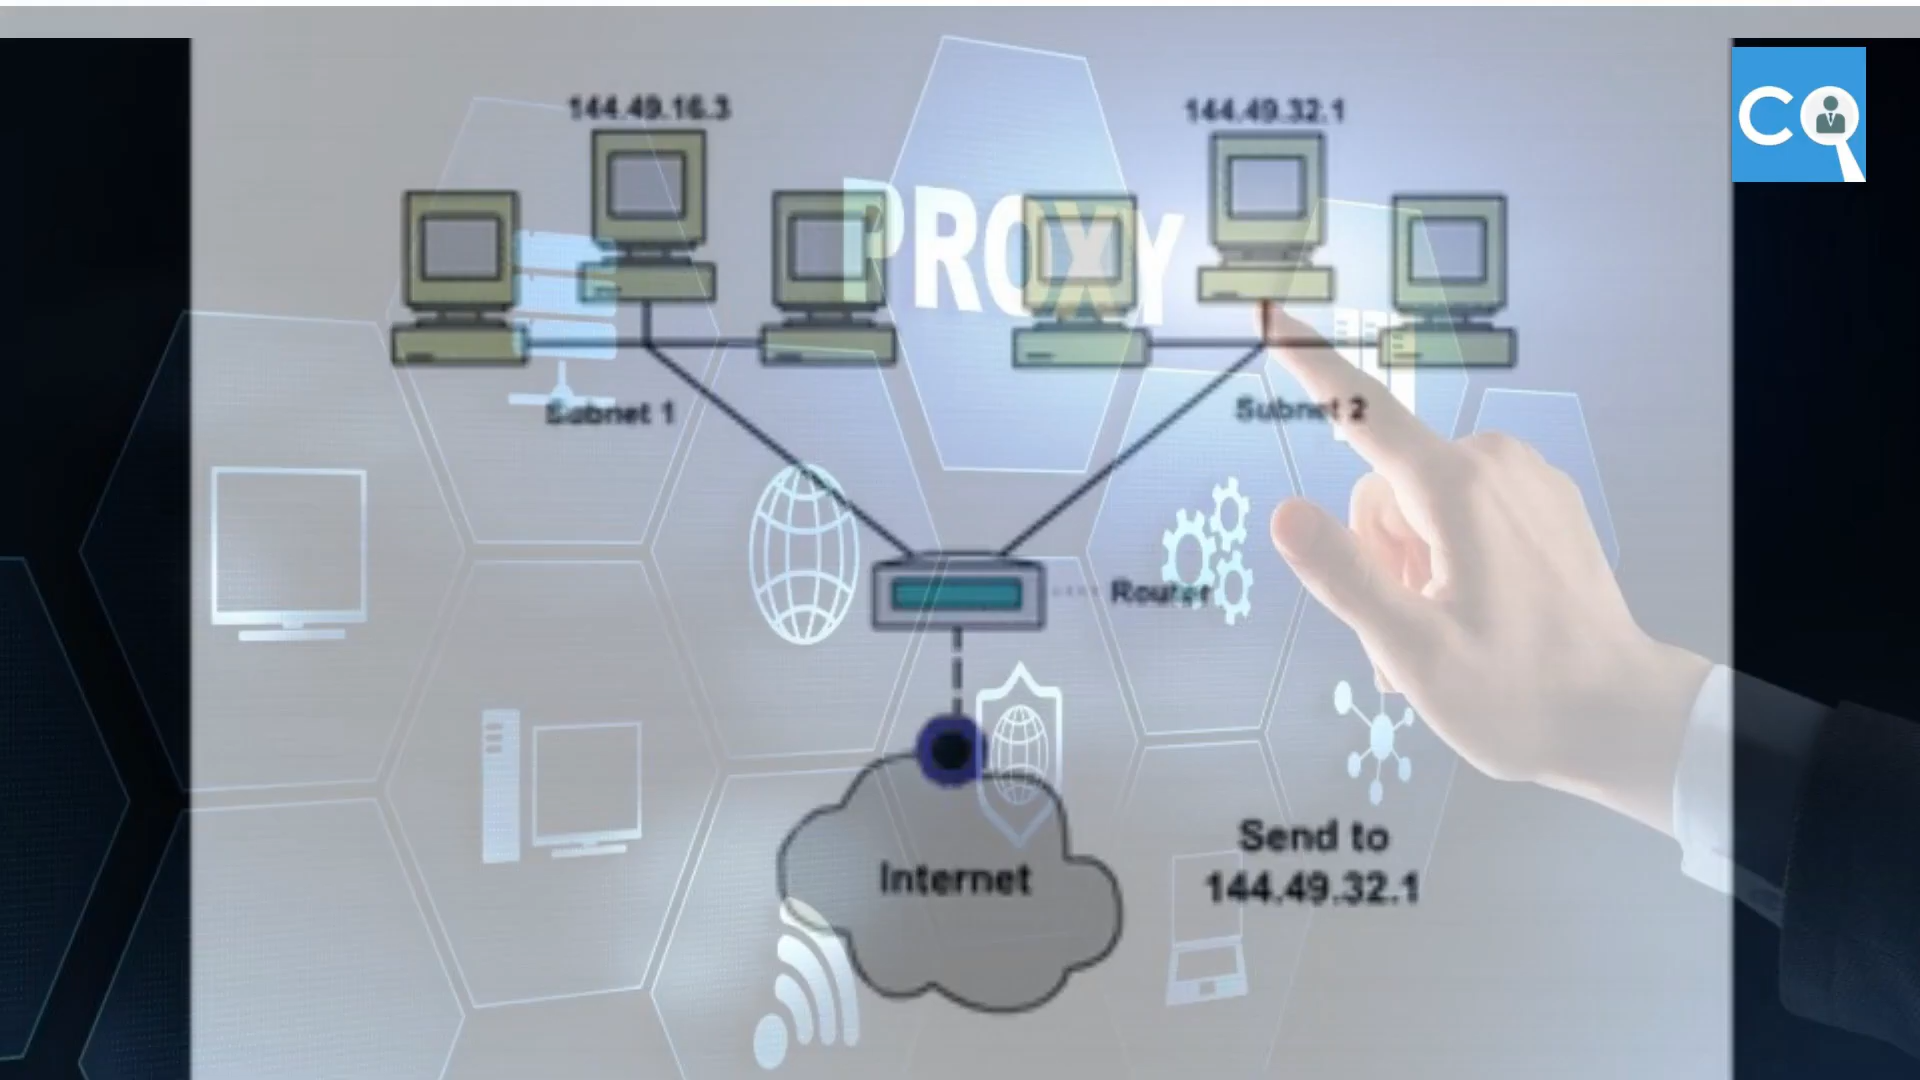 144.49.16.3
144.49.32.1
CQ
PROXY
Subnet 1
Subnet 2
Router
Internet
Send to
144.49.32.1